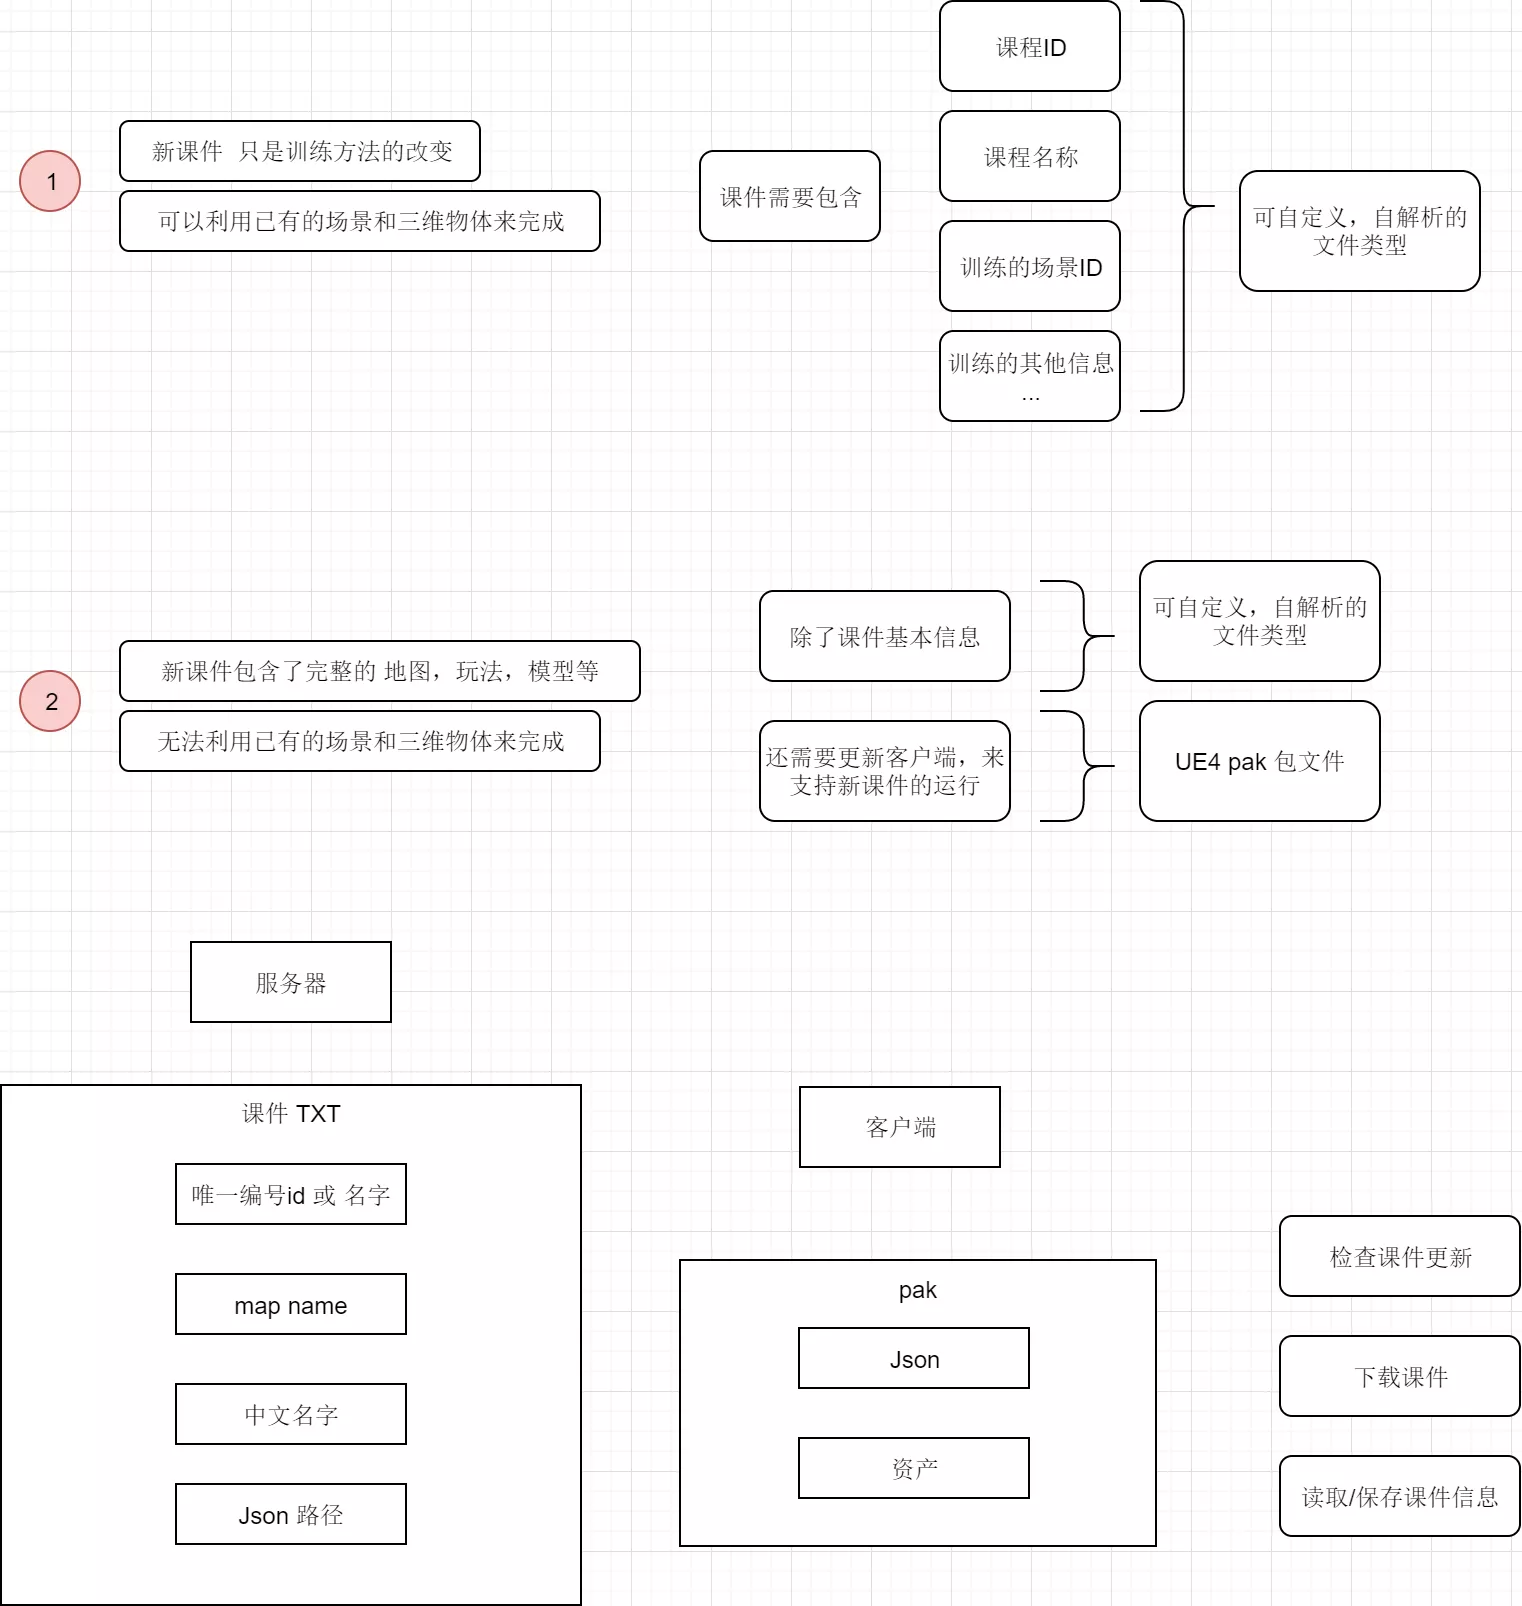 1
新课件 只是训练方法的改变
可以利用已有的场景和三维物体来完成
课件需要包含
课程ID
课程名称
训练的场景ID
训练的其他信息
...
可自定义，自解析的
文件类型
2
新课件包含了完整的 地图，玩法，模型等
无法利用已有的场景和三维物体来完成
除了课件基本信息
还需要更新客户端，来
支持新课件的运行
可自定义，自解析的
文件类型
UE4 pak 包文件
服务器
课件 TXT
唯一编号id 或 名字
map name
中文名字
Json 路径
客户端
pak
Json
资产
检查课件更新
下载课件
读取/保存课件信息